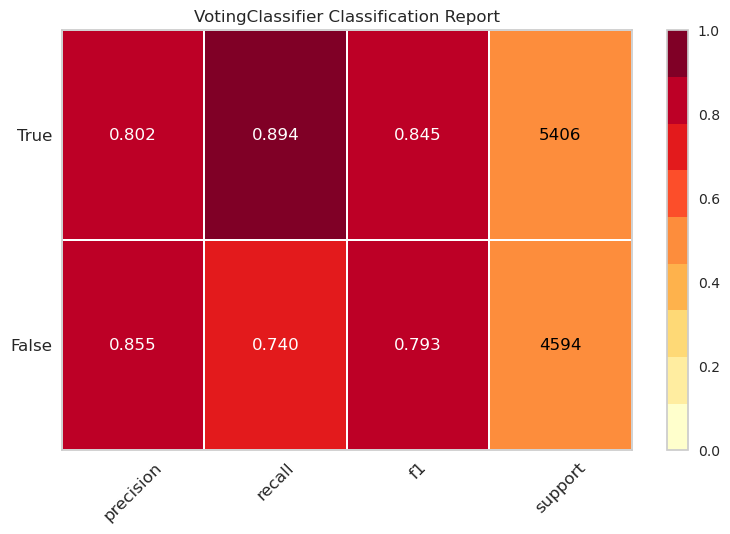 VotingClassifier Classification Report
True 0.802 0.894 0.845 5406
False 0.855 0.740 0.793 4594
precision recall f1 support
1.0
0.8
0.6
0.4
0.2
0.0